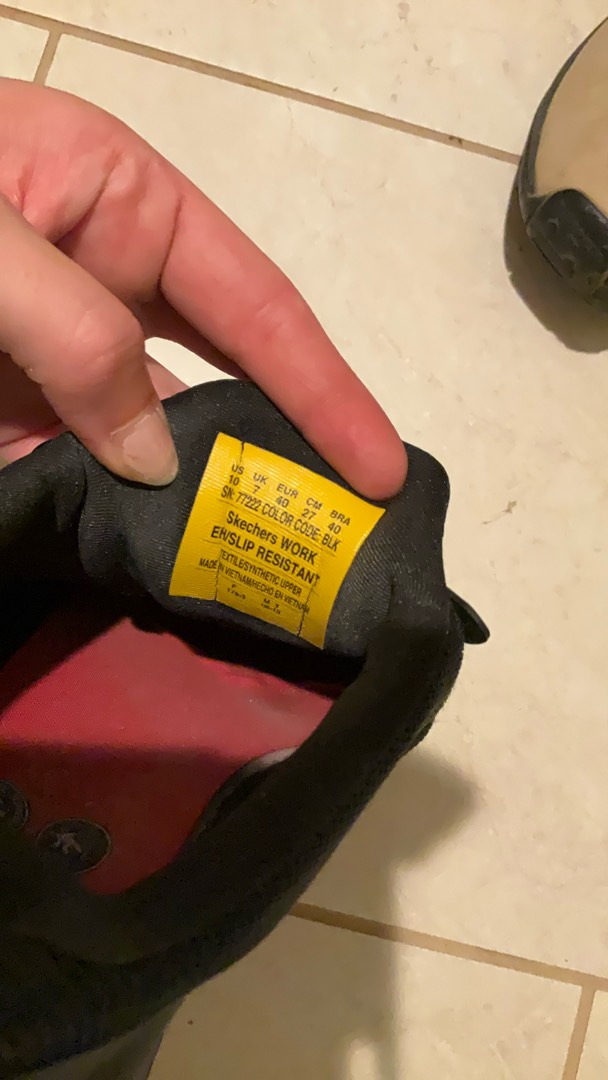 US UK EUR CM BRA
10 7 40 27 40
SN: 77222 COLOR CODE: BLK
Skechers WORK
EH/SLIP RESISTANT
TEXTILE/SYNTHETIC UPPER
MADE IN VIETNAM/HECHO EN VIETNAM